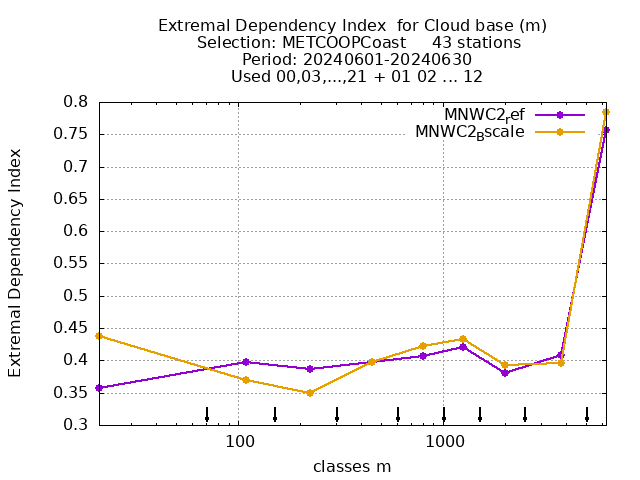 Extremal Dependency Index  for Cloud base (m)
Selection: METCOOPCoast     43 stations
Period: 20240601-20240630
Used 00,03,...,21 + 01 02 ... 12
MNWC2ref
MNWC2Bscale
0.8
0.75
0.7
0.65
0.6
0.55
0.5
0.45
0.4
0.35
0.3
100
1000
classes m
Extremal Dependency Index